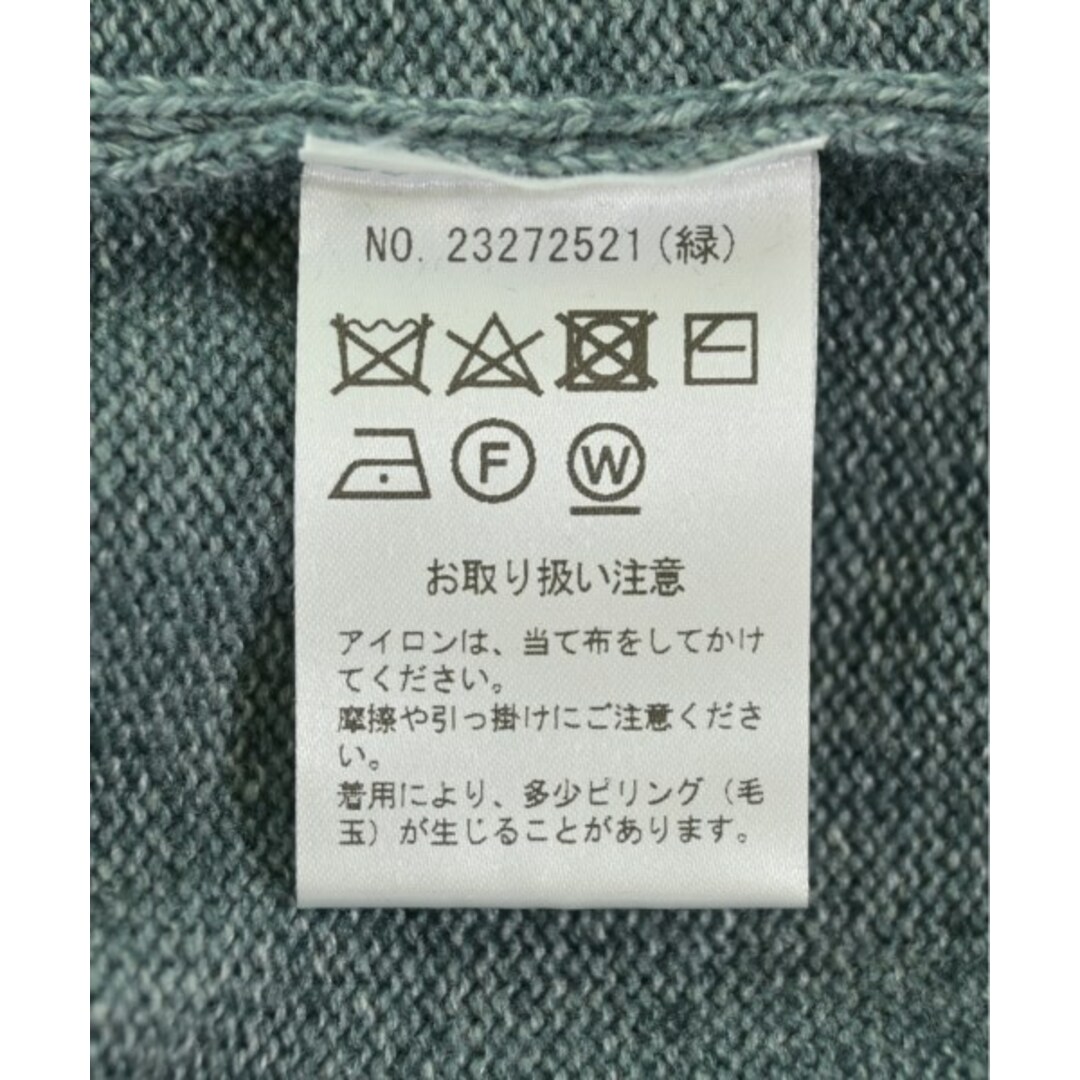 NO. 23272521(緑)
F W
お取り扱い注意
アイロンは、当て布をしてかけ
てください。
摩擦や引っ掛けにご注意くださ
い。
着用により、多少ピリング(毛
玉)が生じることがあります。